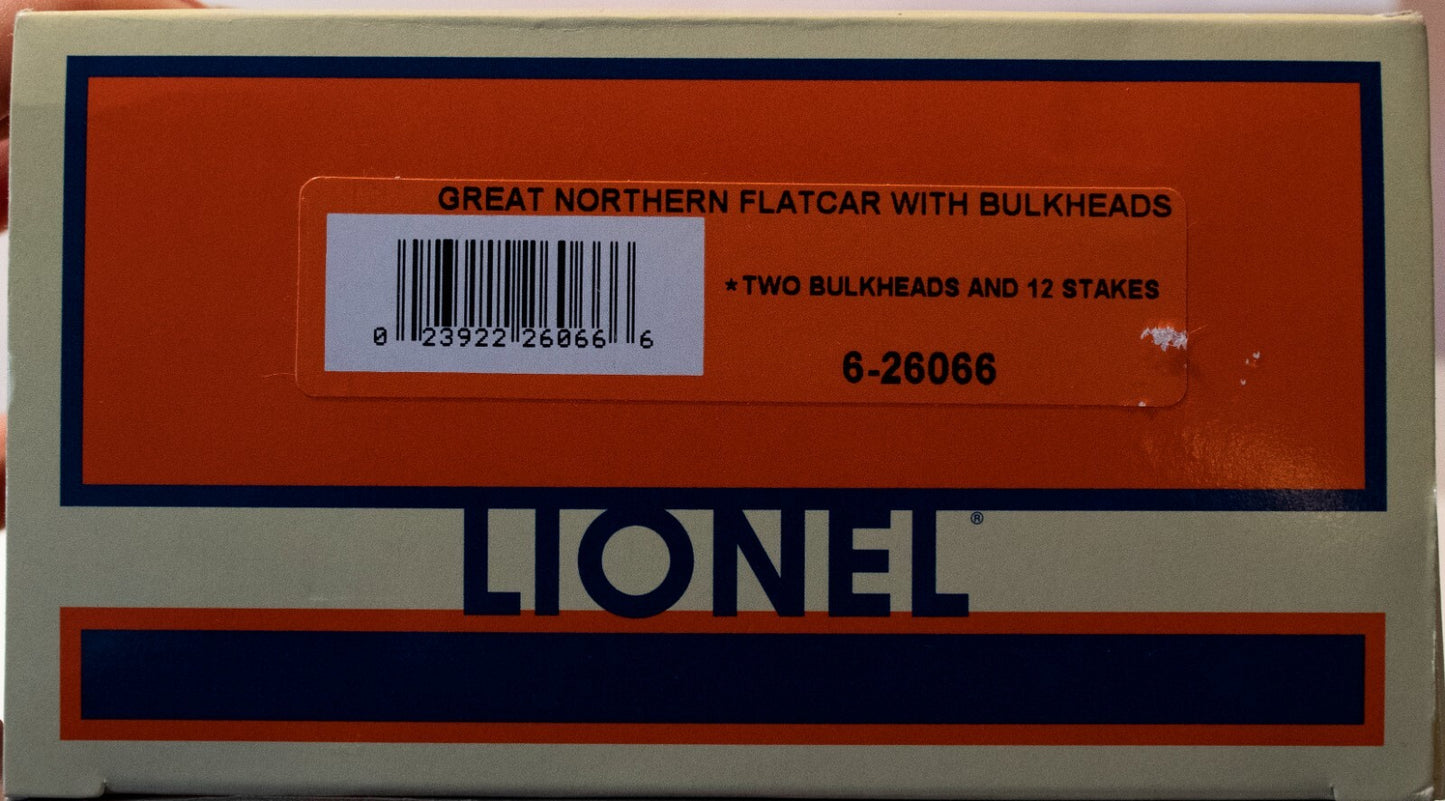 GREAT NORTHERN FLATCAR WITH BULKHEADS
*TWO BULKHEADS AND 12 STAKES
0 23922 26066 6
6-26066
LIONEL®